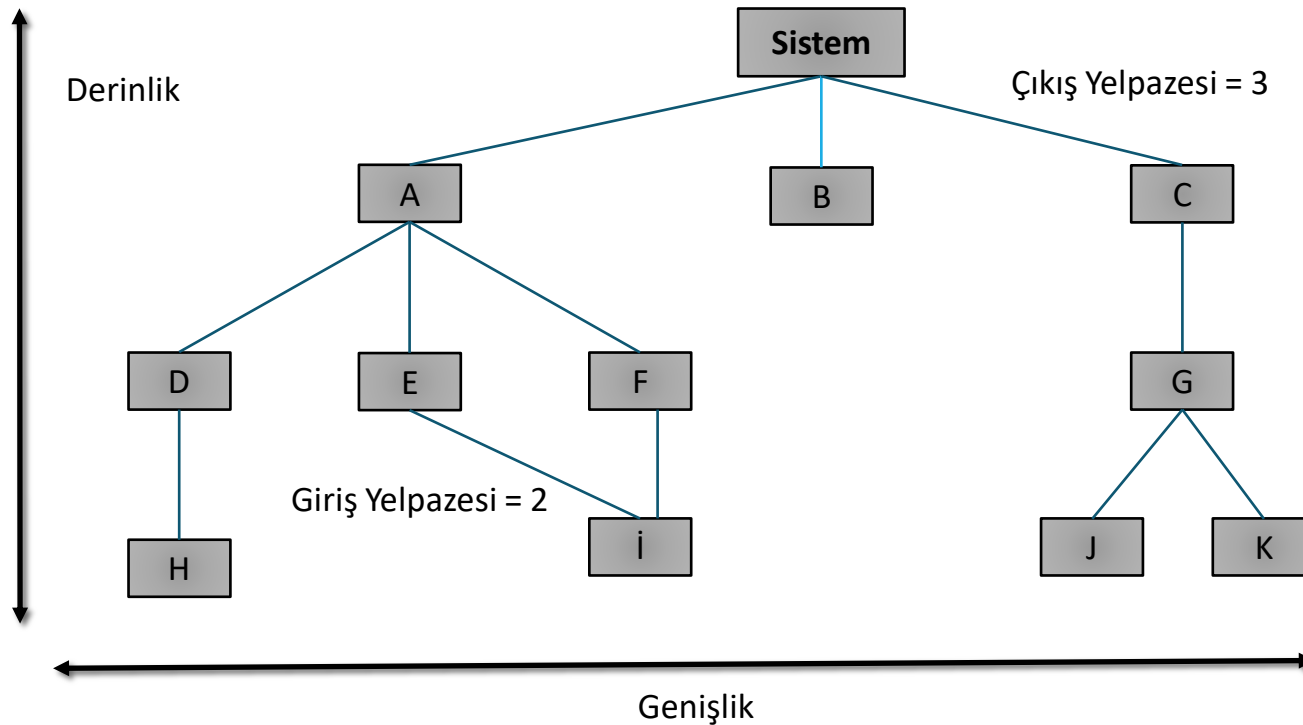 Sistem
Derinlik
Çıkış Yelpazesi = 3
A
B
C
D
E
F
G
Giriş Yelpazesi = 2
H
İ
J
K
Genişlik